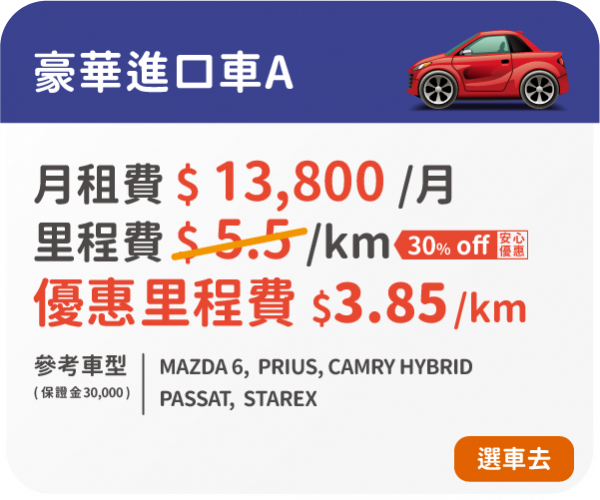 豪華進口車A
月租費 $ 13,800 /月
里程費 $ 5.5 /km 30% off 安心優惠
優惠里程費 $3.85/km
參考車型 MAZDA 6, PRIUS, CAMRY HYBRID
(保證金30,000) PASSAT, STAREX
選車去